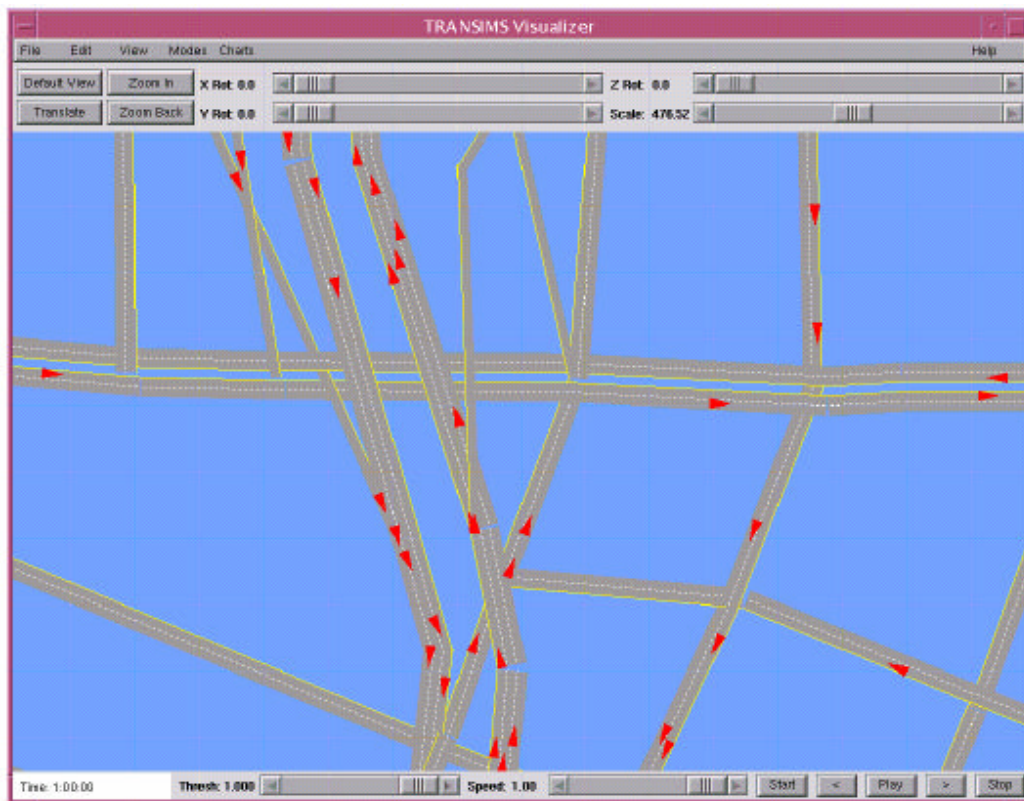 TRANSIMS Visualizer
File Edit View Modes Charts Help
Default View Zoom In X Rot: 0.0 Z Rot: 0.0
Translate Zoom Back Y Rot: 0.0 Scale: 476.52
Time: 1:00:00 Thresh: 1.000 Speed: 1.00 Start < Play > Stop